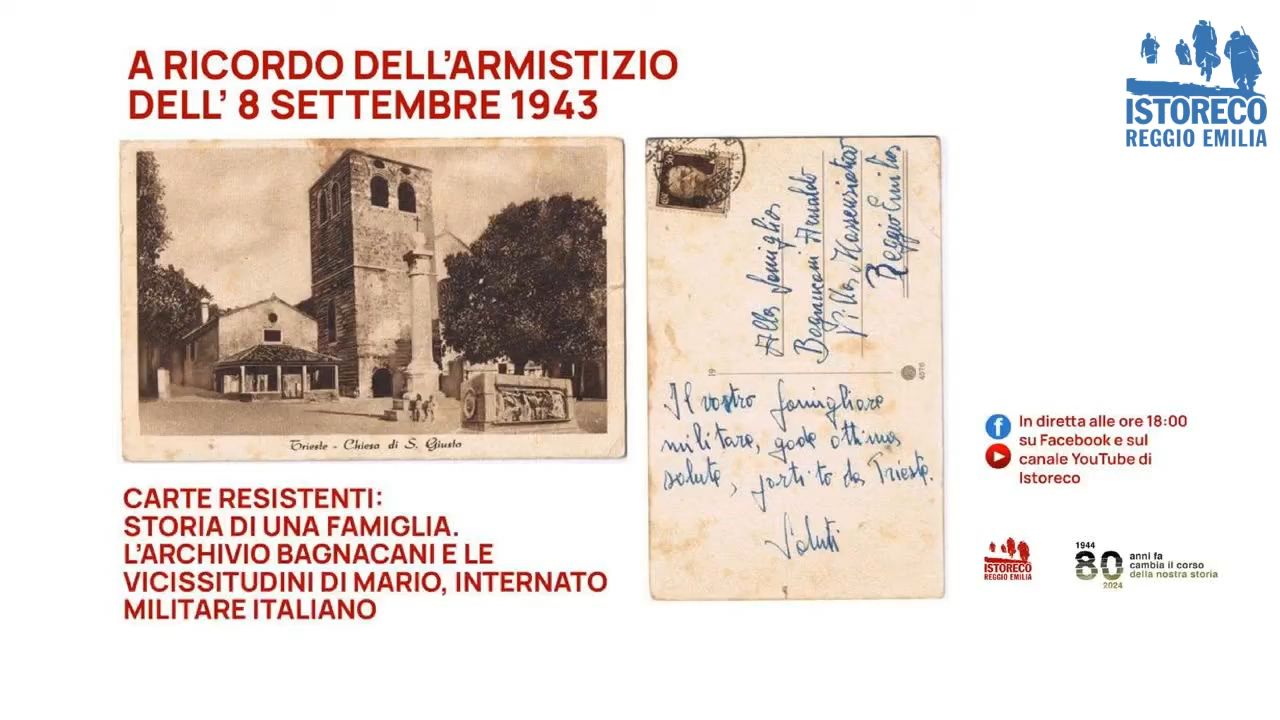 A RICORDO DELL'ARMISTIZIO
DELL' 8 SETTEMBRE 1943
ISTORECO
REGGIO EMILIA
Trieste - Chiesa di S. Giusto
Alla famiglia
Bagnacani Arnaldo
Villa Massenzatico
Reggio Emilia
19
4076
Il vostro famigliare
militare, gode ottima
salute, partito da Trieste.
Saluti
CARTE RESISTENTI:
STORIA DI UNA FAMIGLIA.
L'ARCHIVIO BAGNACANI E LE
VICISSITUDINI DI MARIO, INTERNATO
MILITARE ITALIANO
In diretta alle ore 18:00
su Facebook e sul
canale YouTube di
Istoreco
ISTORECO
REGGIO EMILIA
1944
80
2024
anni fa
cambia il corso
della nostra storia